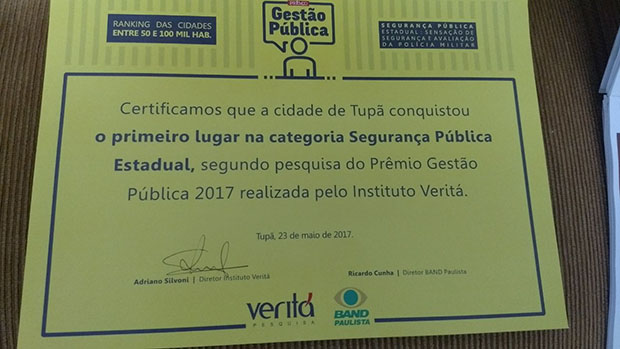 RANKING DAS CIDADES
ENTRE 50 E 100 MIL HAB.
PRÊMIO
Gestão
Pública
SEGURANÇA PÚBLICA
ESTADUAL: SENSAÇÃO DE
SEGURANÇA E AVALIAÇÃO
DA POLÍCIA MILITAR
Certificamos que a cidade de Tupã conquistou
o primeiro lugar na categoria Segurança Pública
Estadual, segundo pesquisa do Prêmio Gestão
Pública 2017 realizada pelo Instituto Veritá.
Tupã, 23 de maio de 2017.
Adriano Silvoni | Diretor Instituto Veritá
Ricardo Cunha | Diretor BAND Paulista
veritá
PESQUISA
BAND
PAULISTA